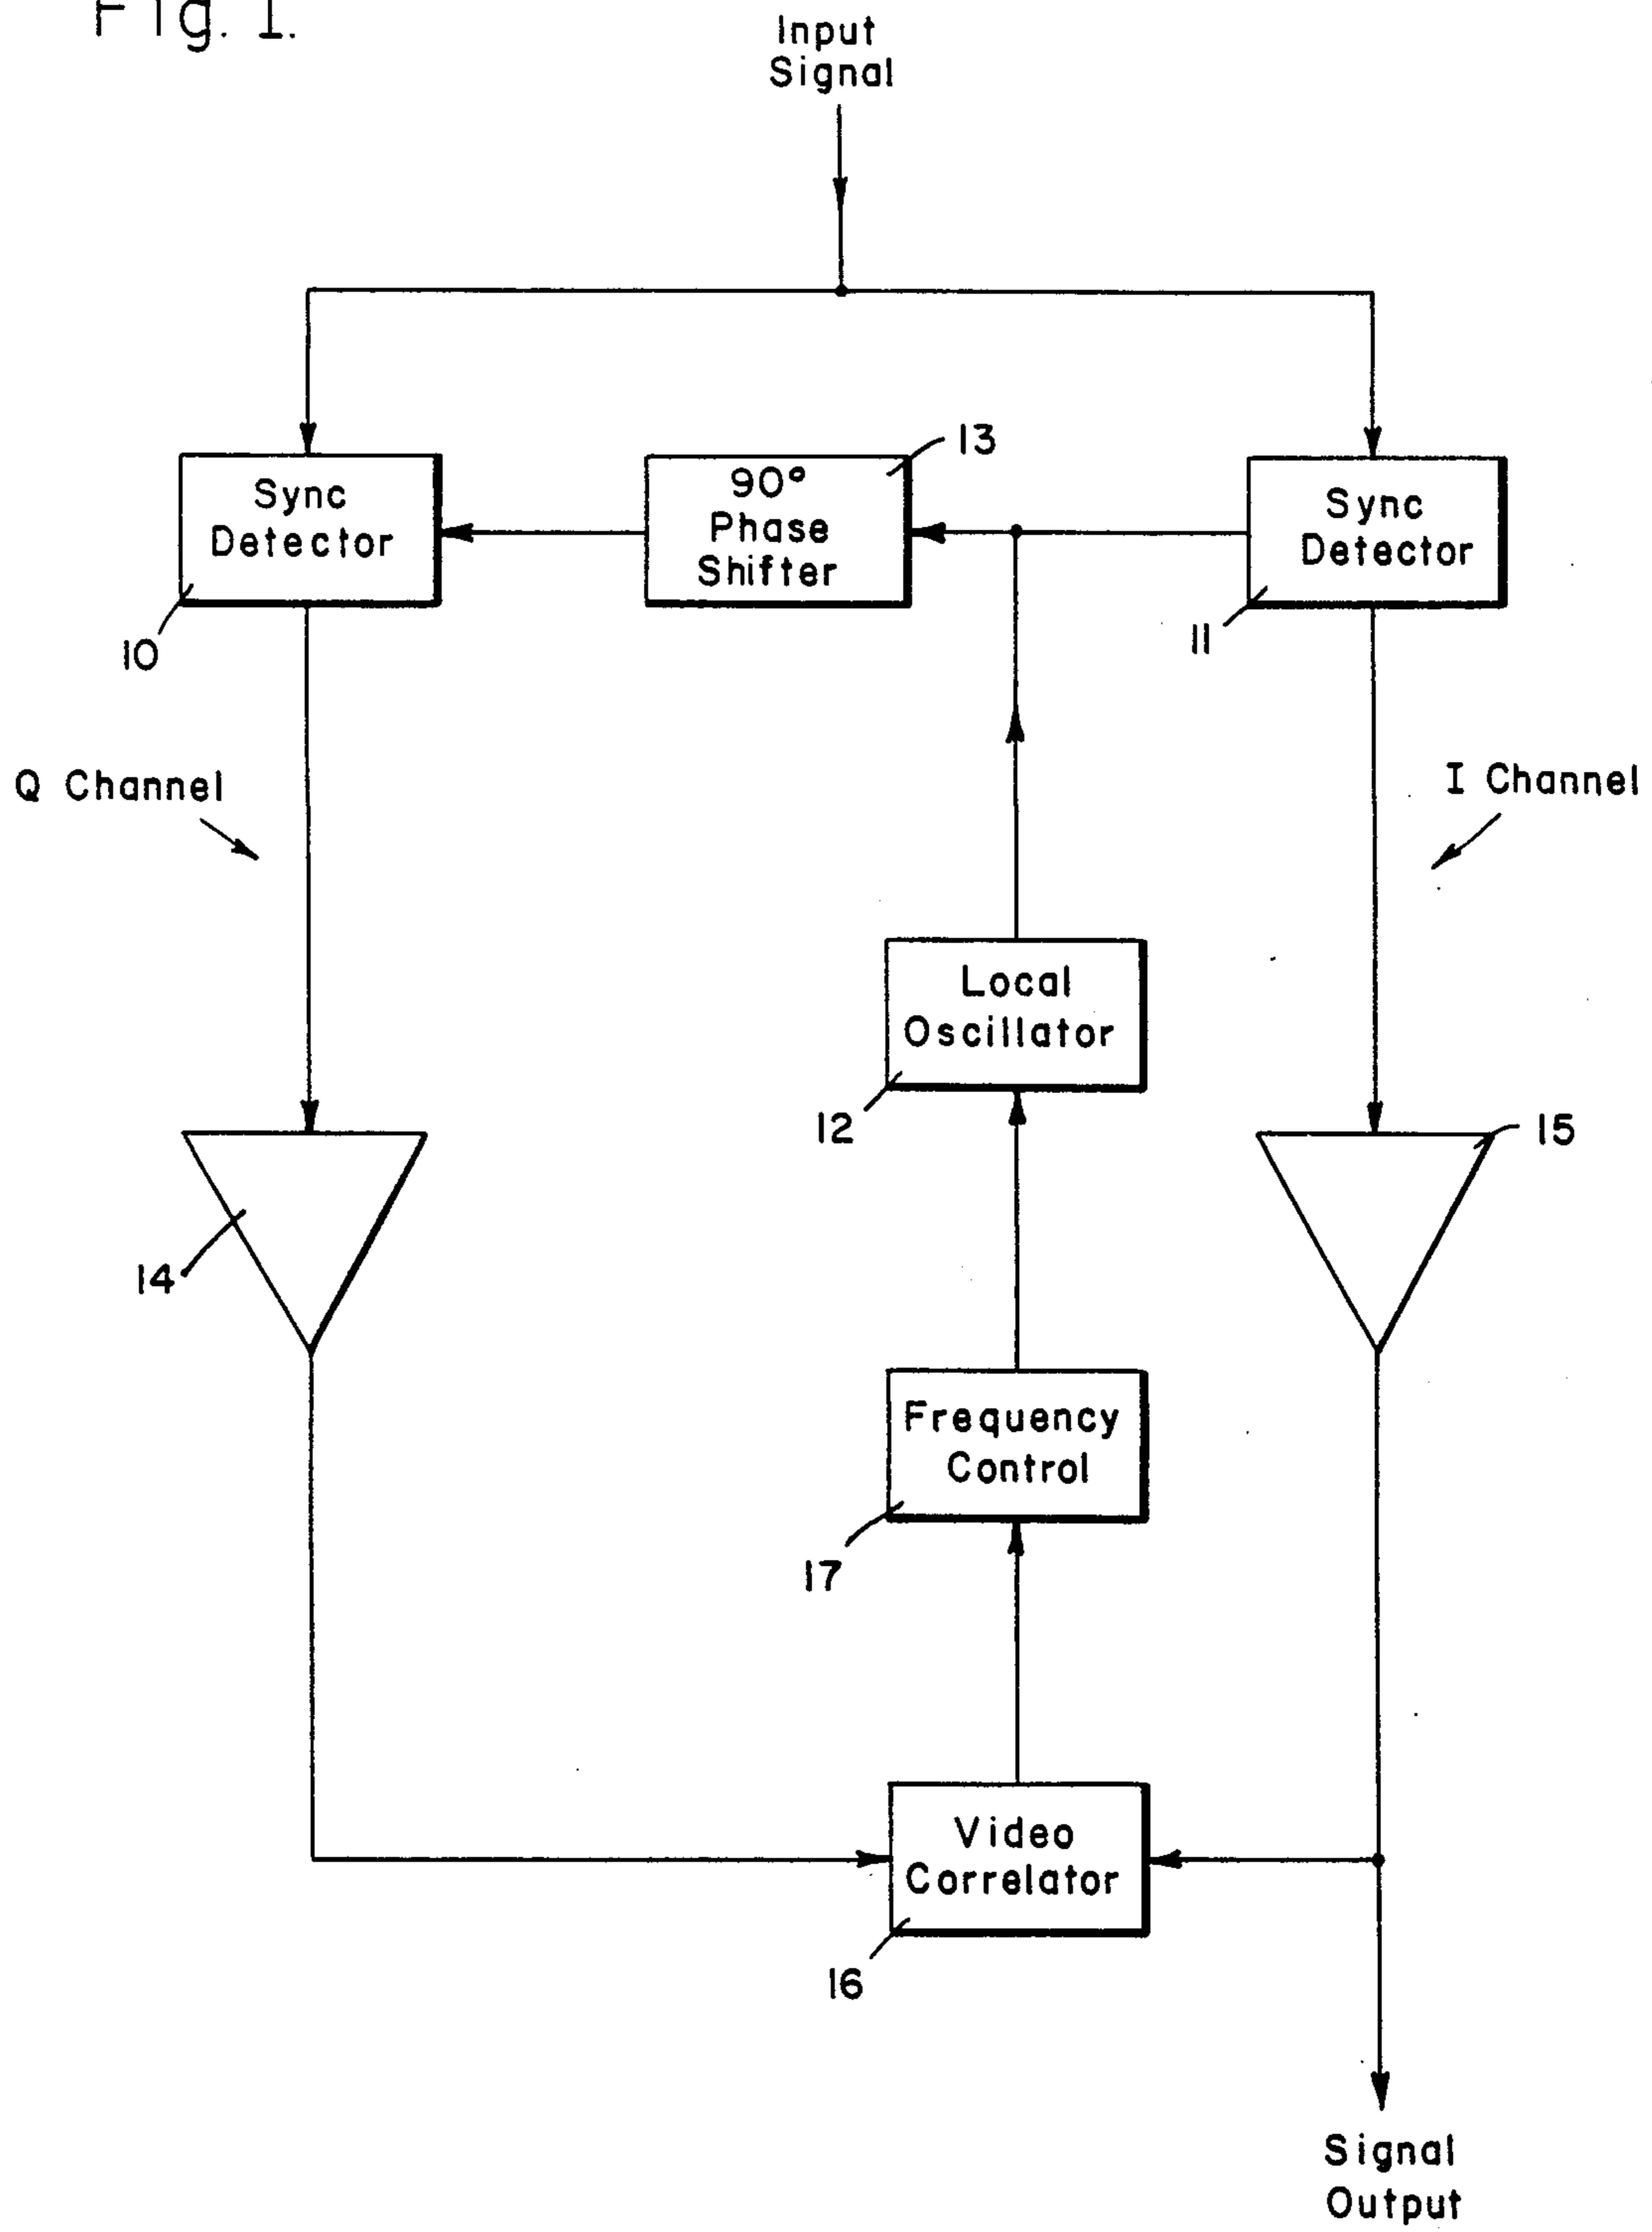 Fig. 1.
Input
Signal
13
90°
Phase
Shifter
Sync
Detector
Sync
Detector
10
11
Q Channel
I Channel
Local
Oscillator
12
15
14
Frequency
Control
17
Video
Correlator
16
Signal
Output